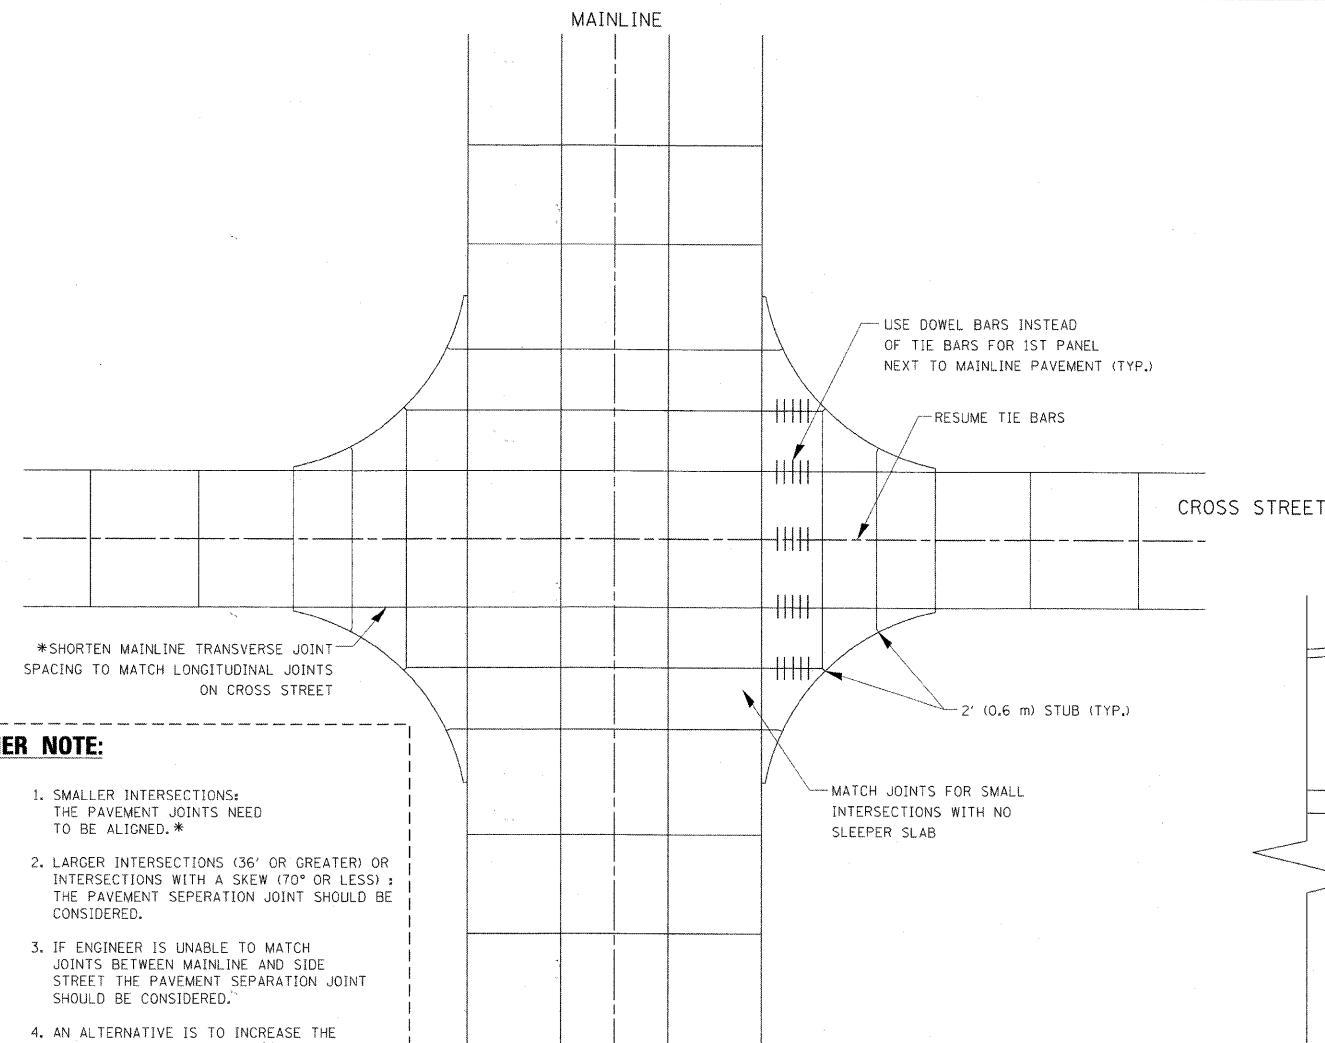 MAINLINE
USE DOWEL BARS INSTEAD
OF TIE BARS FOR 1ST PANEL
NEXT TO MAINLINE PAVEMENT (TYP.)
RESUME TIE BARS
CROSS STREET
*SHORTEN MAINLINE TRANSVERSE JOINT
SPACING TO MATCH LONGITUDINAL JOINTS
ON CROSS STREET
2' (0.6 m) STUB (TYP.)
MATCH JOINTS FOR SMALL
INTERSECTIONS WITH NO
SLEEPER SLAB
NOTE:
1. SMALLER INTERSECTIONS:
THE PAVEMENT JOINTS NEED
TO BE ALIGNED.*
2. LARGER INTERSECTIONS (36' OR GREATER) OR
INTERSECTIONS WITH A SKEW (70° OR LESS) :
THE PAVEMENT SEPERATION JOINT SHOULD BE
CONSIDERED.
3. IF ENGINEER IS UNABLE TO MATCH
JOINTS BETWEEN MAINLINE AND SIDE
STREET THE PAVEMENT SEPARATION JOINT
SHOULD BE CONSIDERED.
4. AN ALTERNATIVE IS TO INCREASE THE